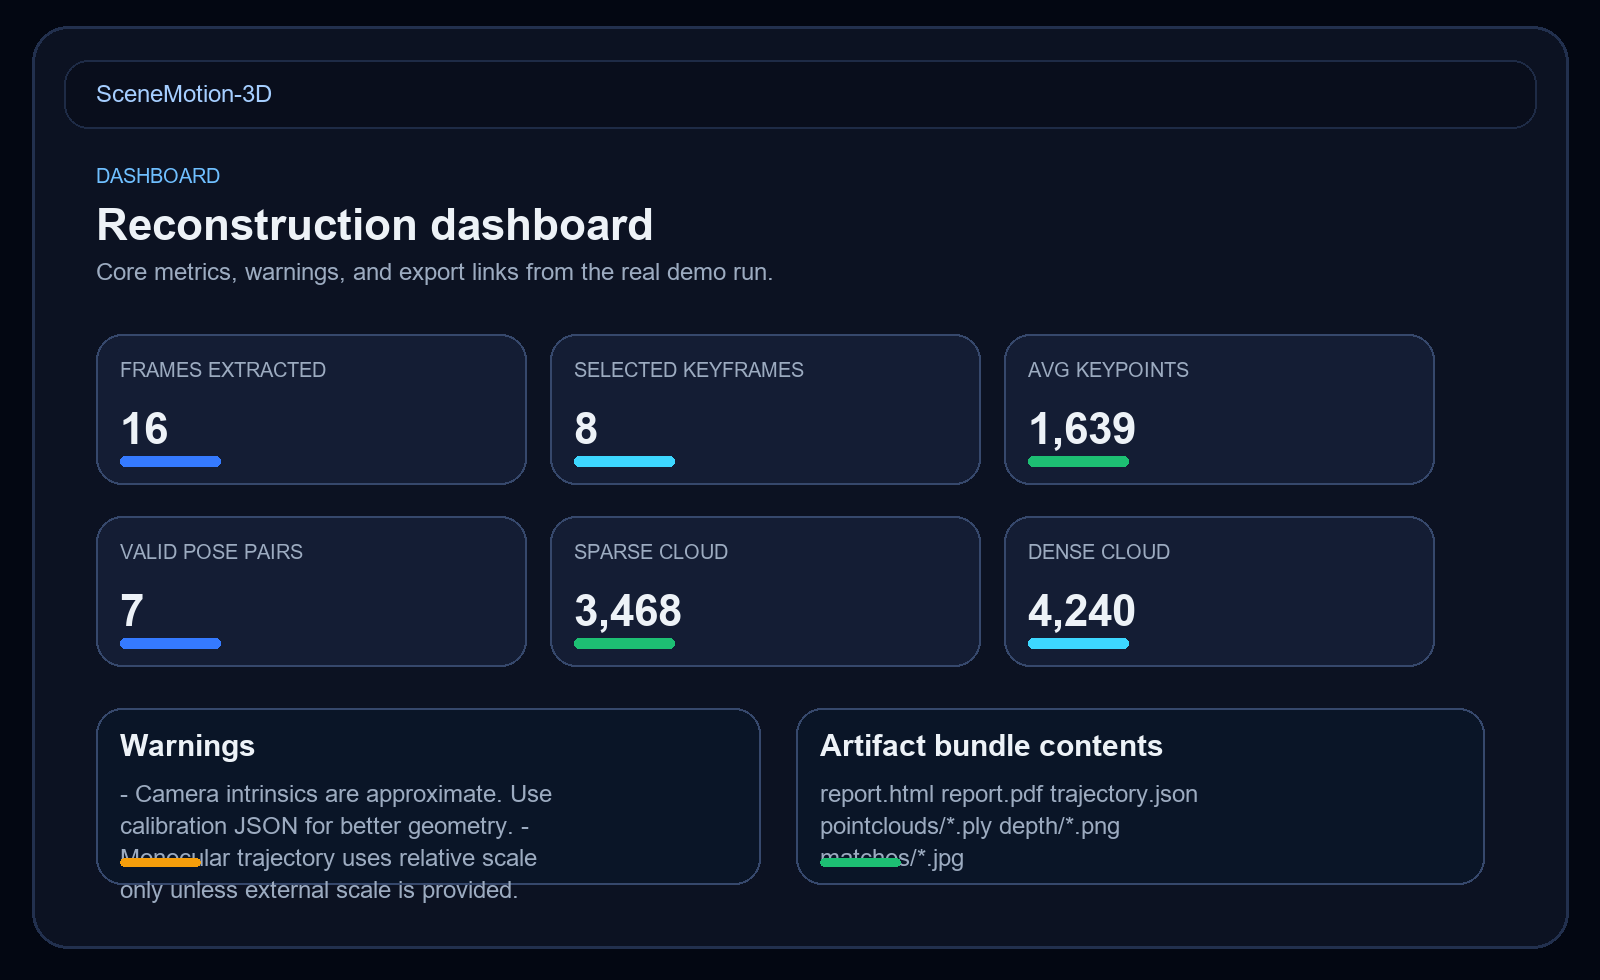 SceneMotion-3D
DASHBOARD
Reconstruction dashboard
Core metrics, warnings, and export links from the real demo run.
FRAMES EXTRACTED
16
SELECTED KEYFRAMES
8
AVG KEYPOINTS
1,639
VALID POSE PAIRS
7
SPARSE CLOUD
3,468
DENSE CLOUD
4,240
Warnings
- Camera intrinsics are approximate. Use
calibration JSON for better geometry. -
Monocular trajectory uses relative scale
only unless external scale is provided.
Artifact bundle contents
report.html report.pdf trajectory.json
pointclouds/*.ply depth/*.png
matches/*.jpg